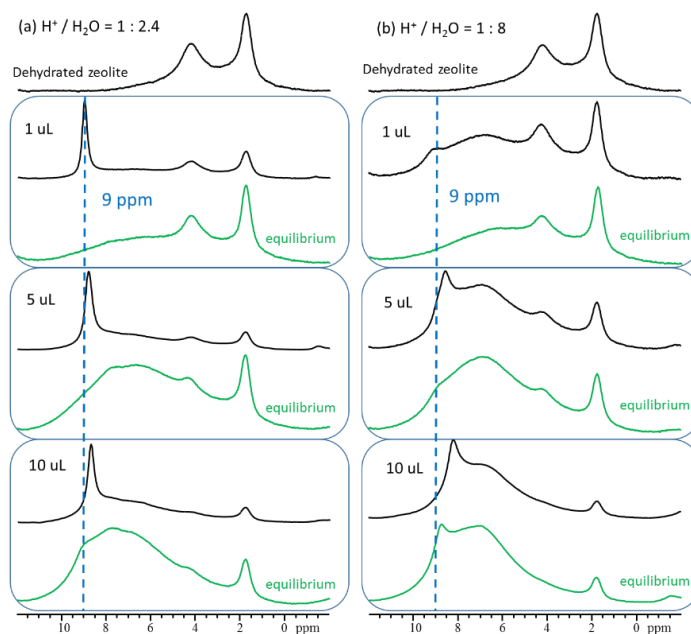 (a) H⁺ / H₂O = 1 : 2.4
Dehydrated zeolite
1 uL
9 ppm
equilibrium
5 uL
equilibrium
10 uL
equilibrium
10 8 6 4 2 0 ppm
(b) H⁺ / H₂O = 1 : 8
Dehydrated zeolite
1 uL
9 ppm
equilibrium
5 uL
equilibrium
10 uL
equilibrium
10 8 6 4 2 0 ppm